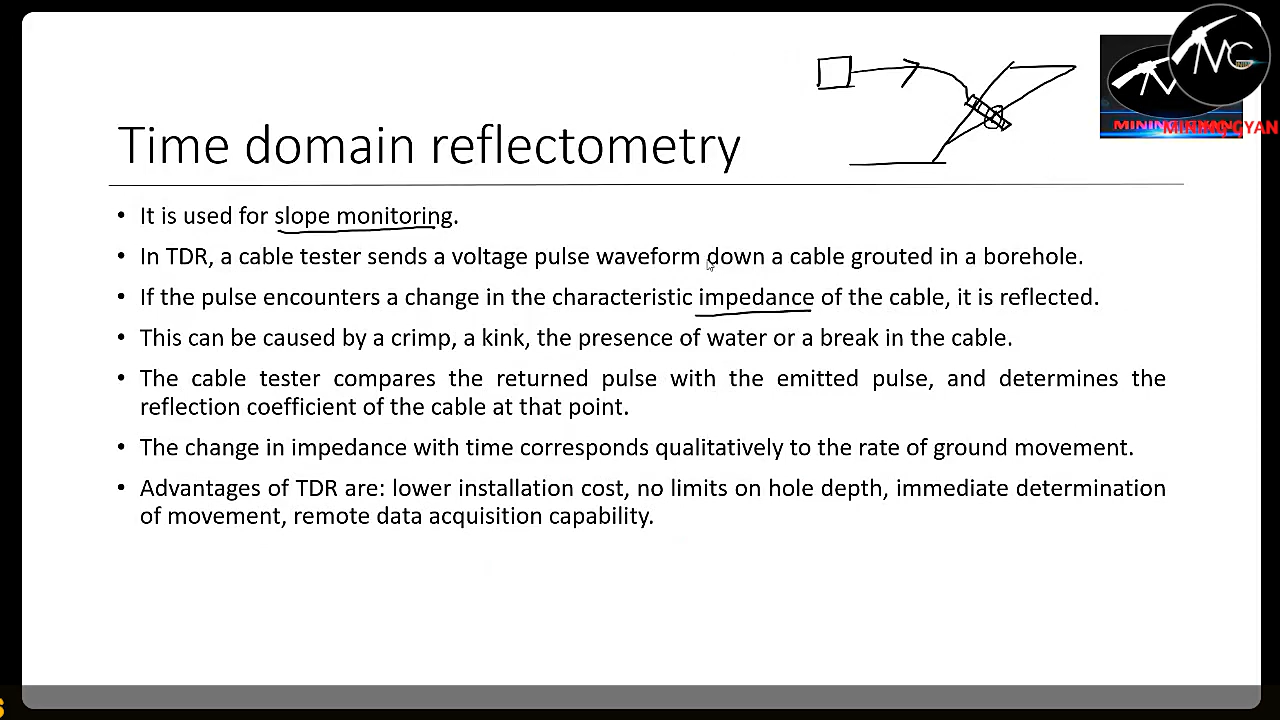 MG
MININGGYAN
Time domain reflectometry
• It is used for slope monitoring.
• In TDR, a cable tester sends a voltage pulse waveform down a cable grouted in a borehole.
• If the pulse encounters a change in the characteristic impedance of the cable, it is reflected.
• This can be caused by a crimp, a kink, the presence of water or a break in the cable.
• The cable tester compares the returned pulse with the emitted pulse, and determines the
reflection coefficient of the cable at that point.
• The change in impedance with time corresponds qualitatively to the rate of ground movement.
• Advantages of TDR are: lower installation cost, no limits on hole depth, immediate determination
of movement, remote data acquisition capability.